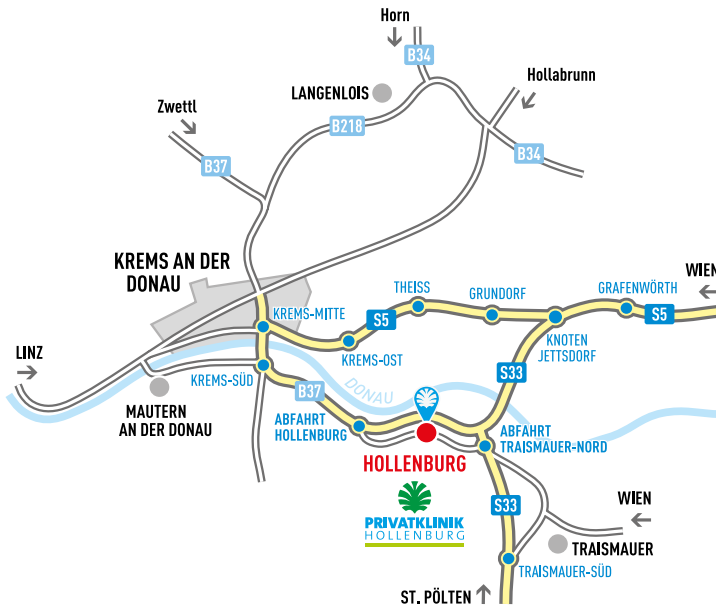 Horn
B34
Hollabrunn
LANGENLOIS
Zwettl
B218
B34
B37
KREMS AN DER
DONAU
WIEN
THEISS
GRUNDORF
GRAFENWÖRTH
KREMS-MITTE
S5
S5
KNOTEN
JETTSDORF
KREMS-OST
LINZ
KREMS-SÜD
S33
DONAU
B37
MAUTERN
AN DER DONAU
ABFAHRT
HOLLENBURG
ABFAHRT
TRAISMAUER-NORD
HOLLENBURG
PRIVATKLINIK
HOLLENBURG
S33
WIEN
TRAISMAUER
TRAISMAUER-SÜD
ST. PÖLTEN